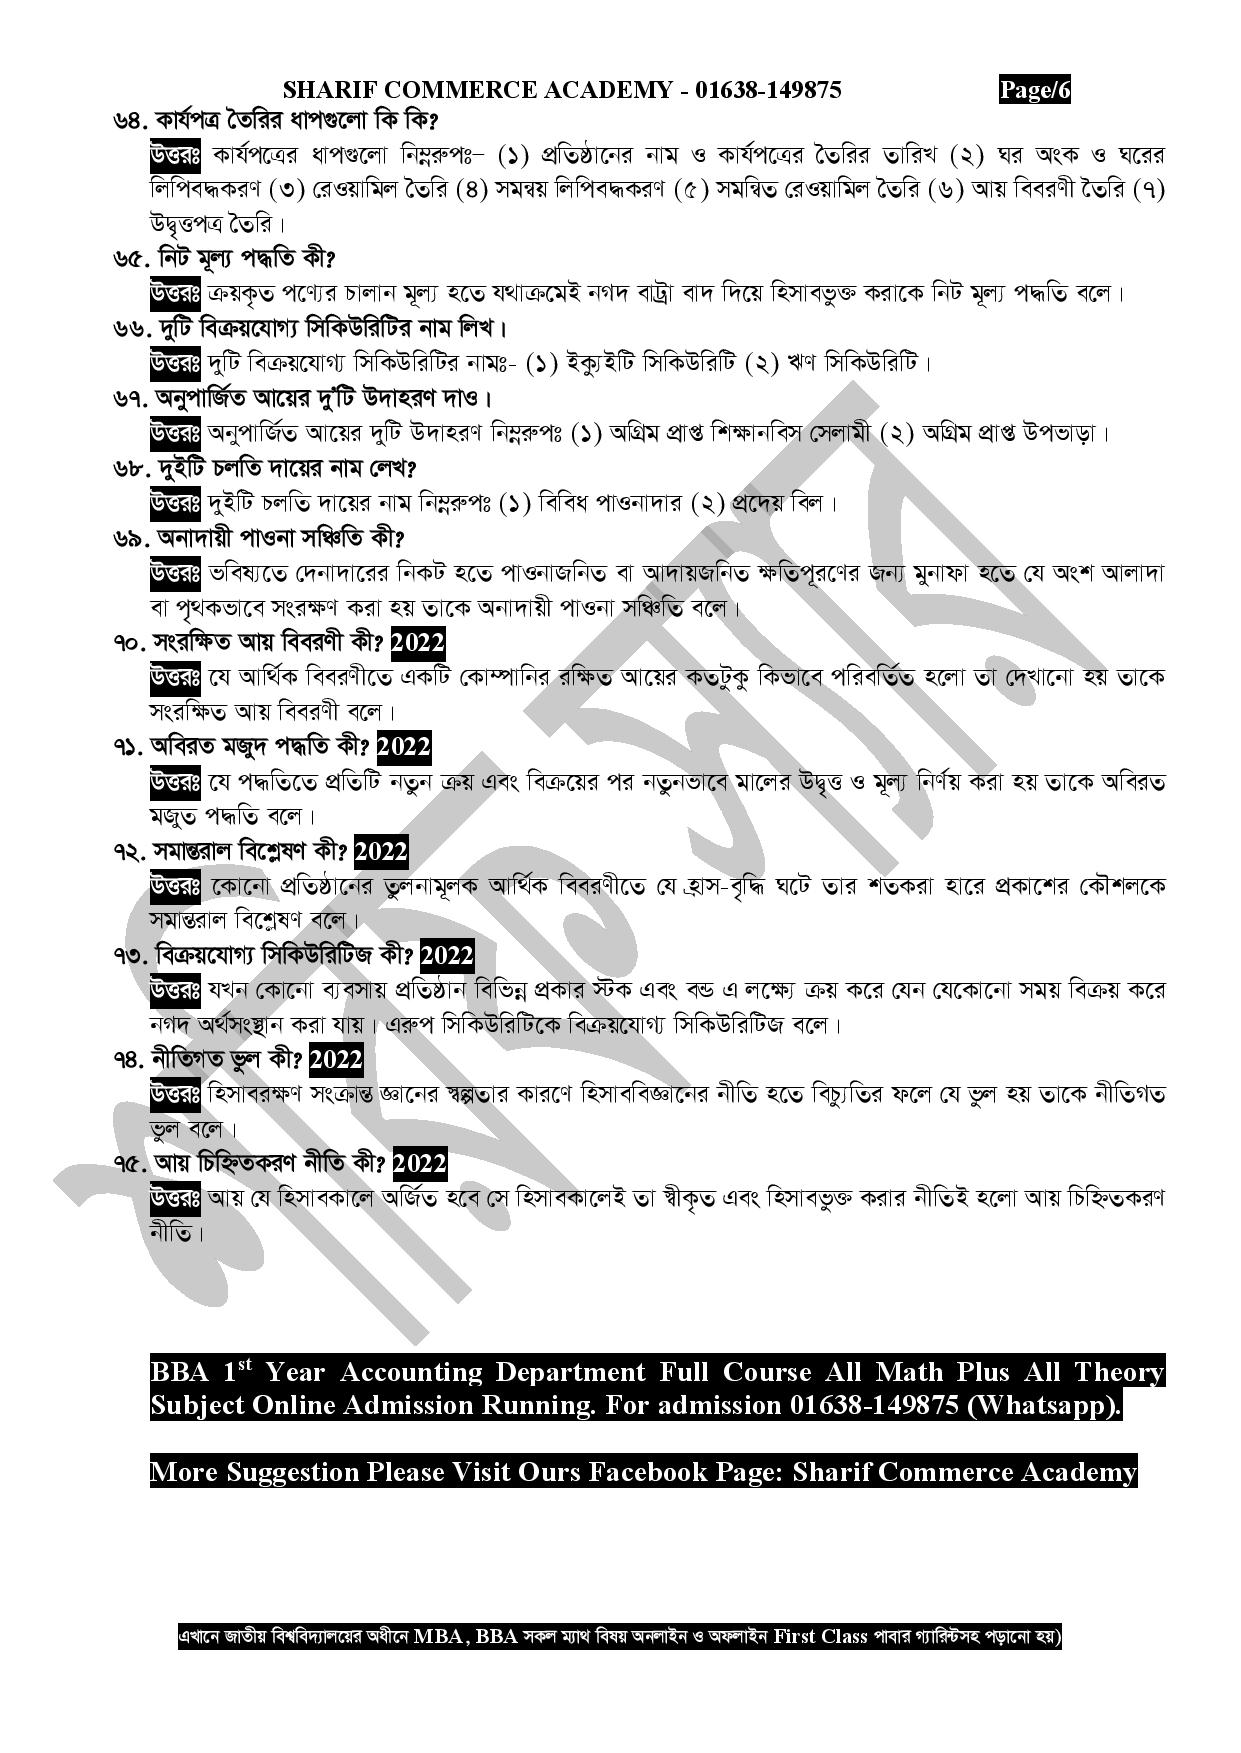 SHARIF COMMERCE ACADEMY - 01638-149875 Page/6
৬৪. কার্যপত্র তৈরির ধাপগুলো কি কি?
উত্তরঃ কার্যপত্রের ধাপগুলো নিম্নরুপঃ– (১) প্রতিষ্ঠানের নাম ও কার্যপত্রের তৈরির তারিখ (২) ঘর অংক ও ঘরের
লিপিবদ্ধকরণ (৩) রেওয়ামিল তৈরি (৪) সমন্বয় লিপিবদ্ধকরণ (৫) সমন্বিত রেওয়ামিল তৈরি (৬) আয় বিবরণী তৈরি (৭)
উদ্বৃত্তপত্র তৈরি।
৬৫. নিট মূল্য পদ্ধতি কী?
উত্তরঃ ক্রয়কৃত পণ্যের চালান মূল্য হতে যথাক্রমেই নগদ বাট্রা বাদ দিয়ে হিসাবভুক্ত করাকে নিট মূল্য পদ্ধতি বলে।
৬৬. দুটি বিক্রয়যোগ্য সিকিউরিটির নাম লিখ।
উত্তরঃ দুটি বিক্রয়যোগ্য সিকিউরিটির নামঃ- (১) ইক্যুইটি সিকিউরিটি (২) ঋণ সিকিউরিটি।
৬৭. অনুপার্জিত আয়ের দু’টি উদাহরণ দাও।
উত্তরঃ অনুপার্জিত আয়ের দুটি উদাহরণ নিম্নরুপঃ (১) অগ্রিম প্রাপ্ত শিক্ষানবিস সেলামী (২) অগ্রিম প্রাপ্ত উপভাড়া।
৬৮. দুইটি চলতি দায়ের নাম লেখ?
উত্তরঃ দুইটি চলতি দায়ের নাম নিম্নরুপঃ (১) বিবিধ পাওনাদার (২) প্রদেয় বিল।
৬৯. অনাদায়ী পাওনা সঞ্চিতি কী?
উত্তরঃ ভবিষ্যতে দেনাদারের নিকট হতে পাওনাজনিত বা আদায়জনিত ক্ষতিপূরণের জন্য মুনাফা হতে যে অংশ আলাদা
বা পৃথকভাবে সংরক্ষণ করা হয় তাকে অনাদায়ী পাওনা সঞ্চিতি বলে।
৭০. সংরক্ষিত আয় বিবরণী কী? 2022
উত্তরঃ যে আর্থিক বিবরণীতে একটি কোম্পানির রক্ষিত আয়ের কতটুকু কিভাবে পরিবর্তিত হলো তা দেখানো হয় তাকে
সংরক্ষিত আয় বিবরণী বলে।
৭১. অবিরত মজুদ পদ্ধতি কী? 2022
উত্তরঃ যে পদ্ধতিতে প্রতিটি নতুন ক্রয় এবং বিক্রয়ের পর নতুনভাবে মালের উদ্বৃত্ত ও মূল্য নির্ণয় করা হয় তাকে অবিরত
মজুত পদ্ধতি বলে।
৭২. সমান্তরাল বিশ্লেষণ কী? 2022
উত্তরঃ কোনো প্রতিষ্ঠানের তুলনামূলক আর্থিক বিবরণীতে যে হ্রাস-বৃদ্ধি ঘটে তার শতকরা হারে প্রকাশের কৌশলকে
সমান্তরাল বিশ্লেষণ বলে।
৭৩. বিক্রয়যোগ্য সিকিউরিটিজ কী? 2022
উত্তরঃ যখন কোনো ব্যবসায় প্রতিষ্ঠান বিভিন্ন প্রকার স্টক এবং বন্ড এ লক্ষ্যে ক্রয় করে যেন যেকোনো সময় বিক্রয় করে
নগদ অর্থসংস্থান করা যায়। এরুপ সিকিউরিটিকে বিক্রয়যোগ্য সিকিউরিটিজ বলে।
৭৪. নীতিগত ভুল কী? 2022
উত্তরঃ হিসাবরক্ষণ সংক্রান্ত জ্ঞানের স্বল্পতার কারণে হিসাববিজ্ঞানের নীতি হতে বিচ্যুতির ফলে যে ভুল হয় তাকে নীতিগত
ভুল বলে।
৭৫. আয় চিহ্নিতকরণ নীতি কী? 2022
উত্তরঃ আয় যে হিসাবকালে অর্জিত হবে সে হিসাবকালেই তা স্বীকৃত এবং হিসাবভুক্ত করার নীতিই হলো আয় চিহ্নিতকরণ
নীতি।
শরিফ স্যার
BBA 1st Year Accounting Department Full Course All Math Plus All Theory
Subject Online Admission Running. For admission 01638-149875 (Whatsapp).
More Suggestion Please Visit Ours Facebook Page: Sharif Commerce Academy
এখানে জাতীয় বিশ্ববিদ্যালয়ের অধীনে MBA, BBA সকল ম্যাথ বিষয় অনলাইন ও অফলাইন First Class পাবার গ্যারিন্টসহ পড়ানো হয়)